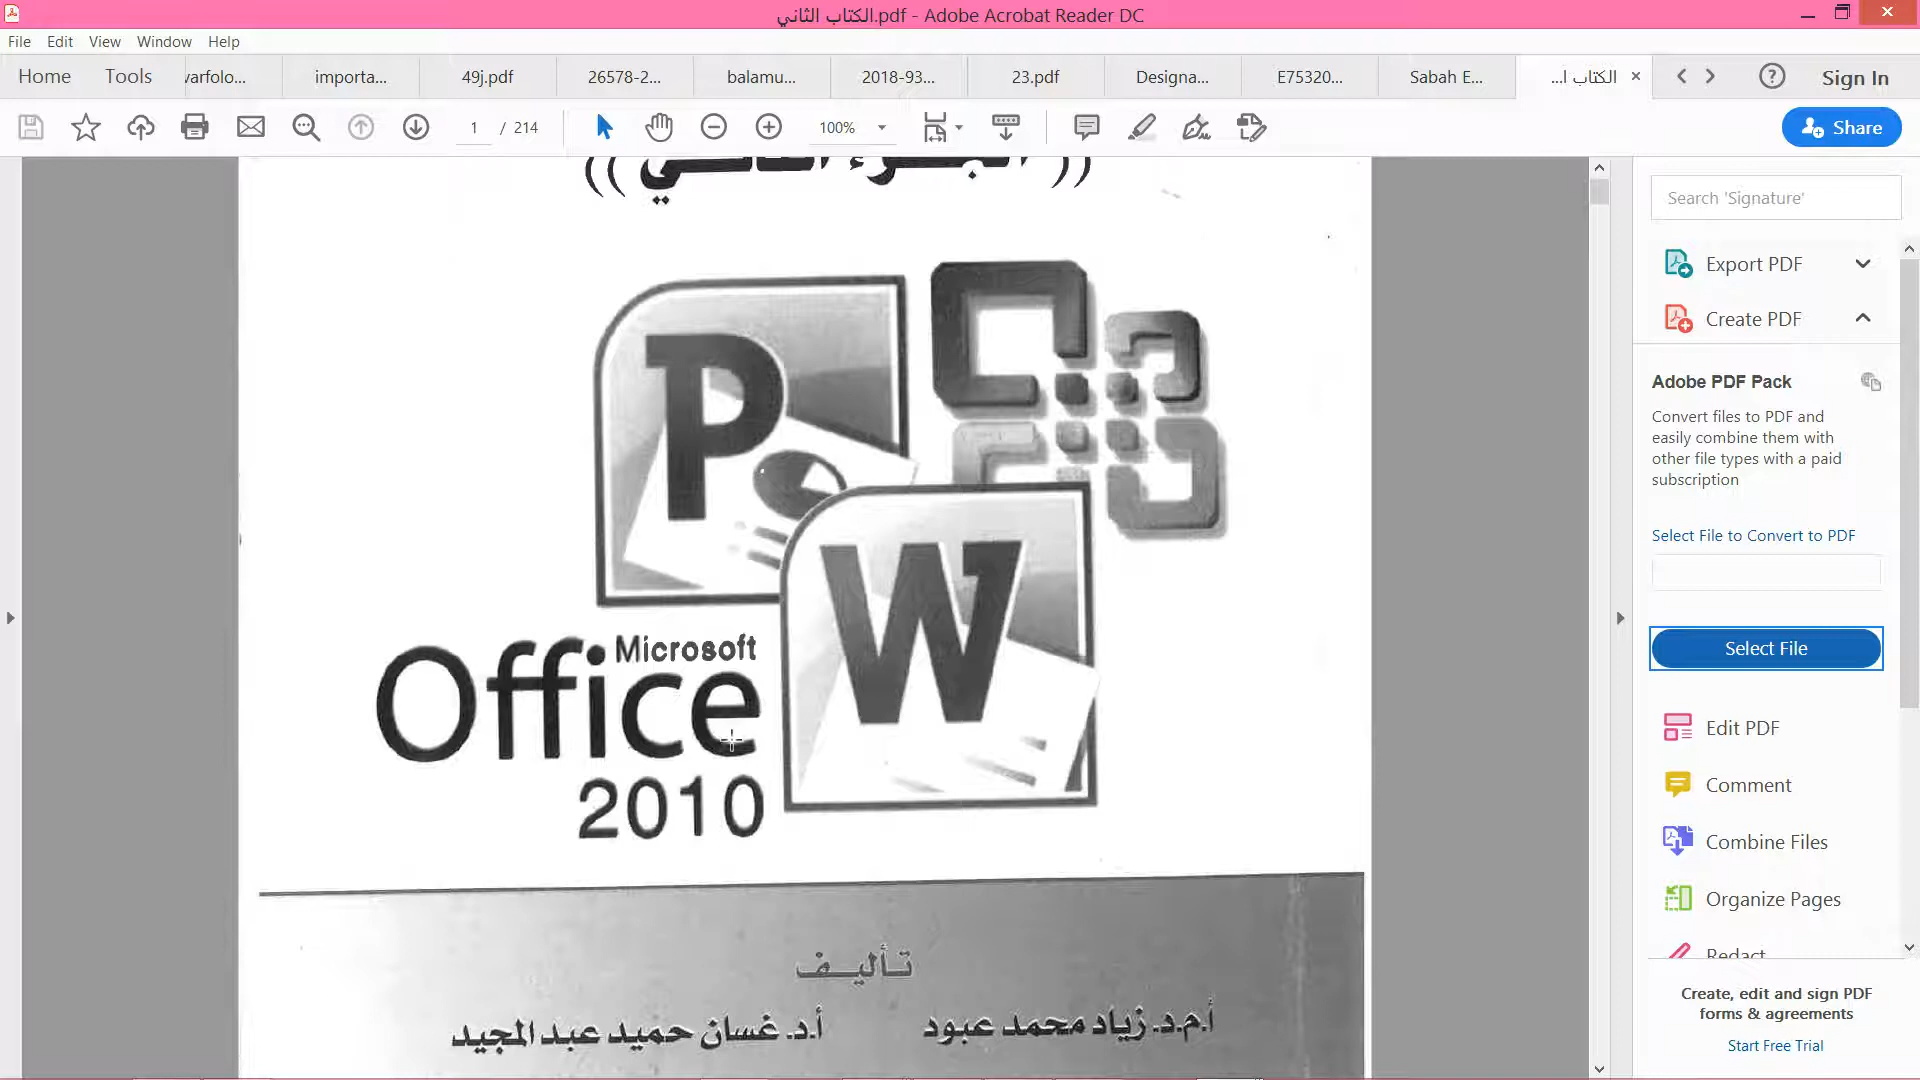 الكتاب الثاني.pdf - Adobe Acrobat Reader DC
File Edit View Window Help
Home Tools varfolo... importa... 49j.pdf 26578-2... balamu... 2018-93... 23.pdf Designa... E75320... Sabah E... الكتاب ا... Sign In
1 / 214 100% Share
((الجزء الثاني))
P
W
Microsoft
Office
2010
تأليف
أ.م.د. زياد محمد عبود أ.د. غسان حميد عبد المجيد
Search 'Signature'
Export PDF
Create PDF
Adobe PDF Pack
Convert files to PDF and
easily combine them with
other file types with a paid
subscription
Select File to Convert to PDF
Select File
Edit PDF
Comment
Combine Files
Organize Pages
Redact
Create, edit and sign PDF
forms & agreements
Start Free Trial